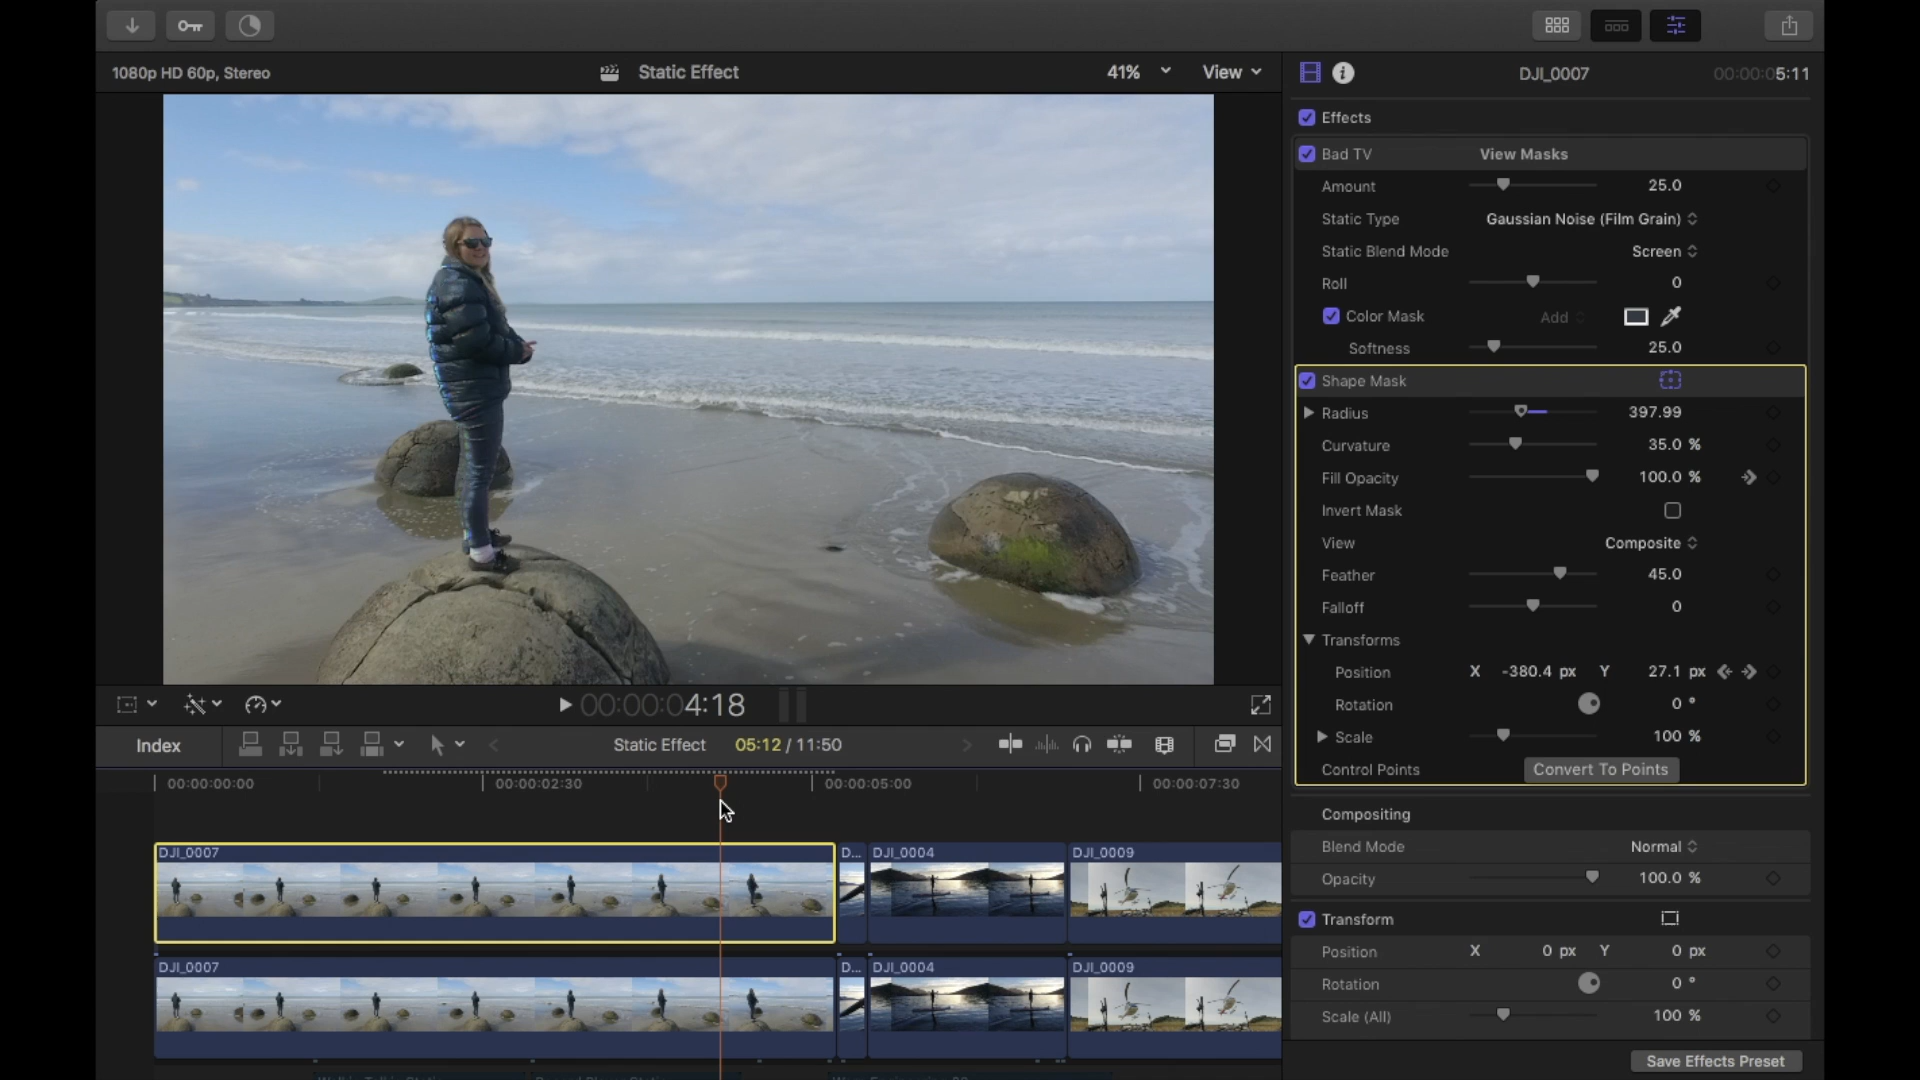 1080p HD 60p, Stereo
Static Effect
41%
View
DJI_0007
00:00:05:11
Effects
Bad TV
View Masks
Amount
25.0
Static Type
Gaussian Noise (Film Grain)
Static Blend Mode
Screen
Roll
0
Color Mask
Add
Softness
25.0
Shape Mask
Radius
397.99
Curvature
35.0 %
Fill Opacity
100.0 %
Invert Mask
View
Composite
Feather
45.0
Falloff
0
Transforms
Position
X -380.4 px Y 27.1 px
Rotation
0 °
Scale
100 %
Control Points
Convert To Points
Compositing
Blend Mode
Normal
Opacity
100.0 %
Transform
Position
X 0 px Y 0 px
Rotation
0 °
Scale (All)
100 %
Save Effects Preset
00:00:04:18
Index
Static Effect
05:12 / 11:50
00:00:00:00
00:00:02:30
00:00:05:00
00:00:07:30
DJI_0007
D...
DJI_0004
DJI_0009
DJI_0007
D...
DJI_0004
DJI_0009